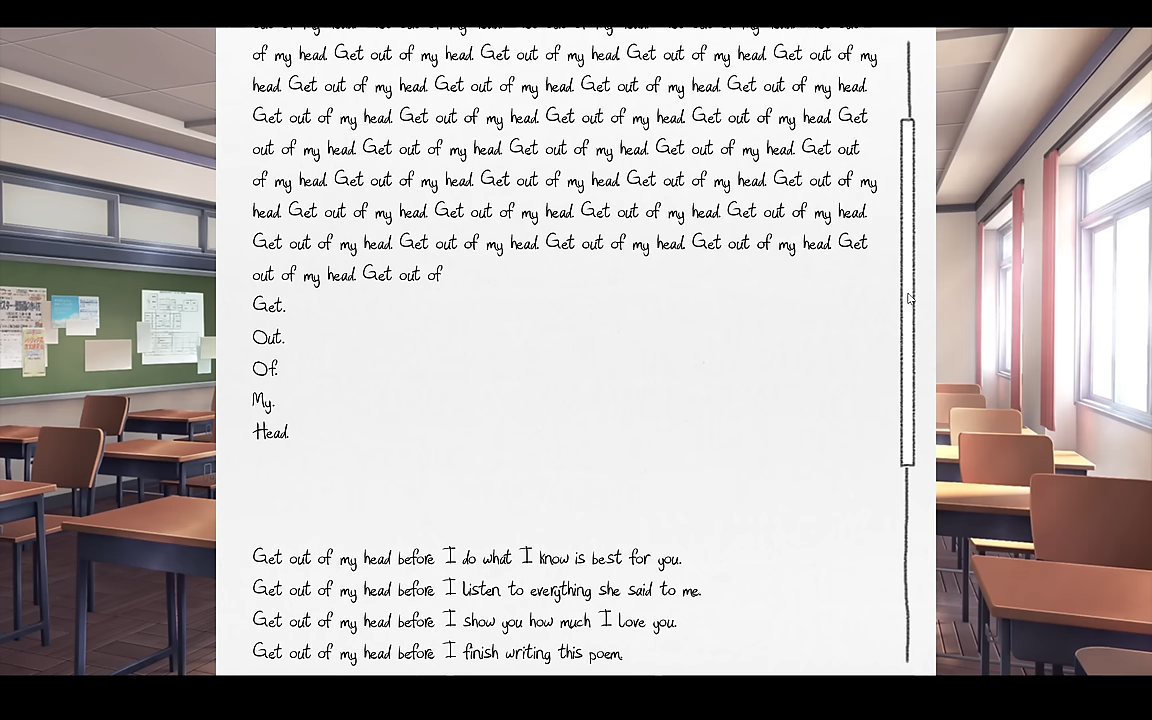 of my head. Get out of my head. Get out of my head. Get out of my head. Get out of my
head. Get out of my head. Get out of my head. Get out of my head. Get out of my head.
Get out of my head. Get out of my head. Get out of my head. Get out of my head. Get
out of my head. Get out of my head. Get out of my head. Get out of my head. Get out
of my head. Get out of my head. Get out of my head. Get out of my head. Get out of my
head. Get out of my head. Get out of my head. Get out of my head. Get out of my head.
Get out of my head. Get out of my head. Get out of my head. Get out of my head. Get
out of my head. Get out of
Get.
Out.
Of.
My.
Head.
Get out of my head before I do what I know is best for you.
Get out of my head before I listen to everything she said to me.
Get out of my head before I show you how much I love you.
Get out of my head before I finish writing this poem.